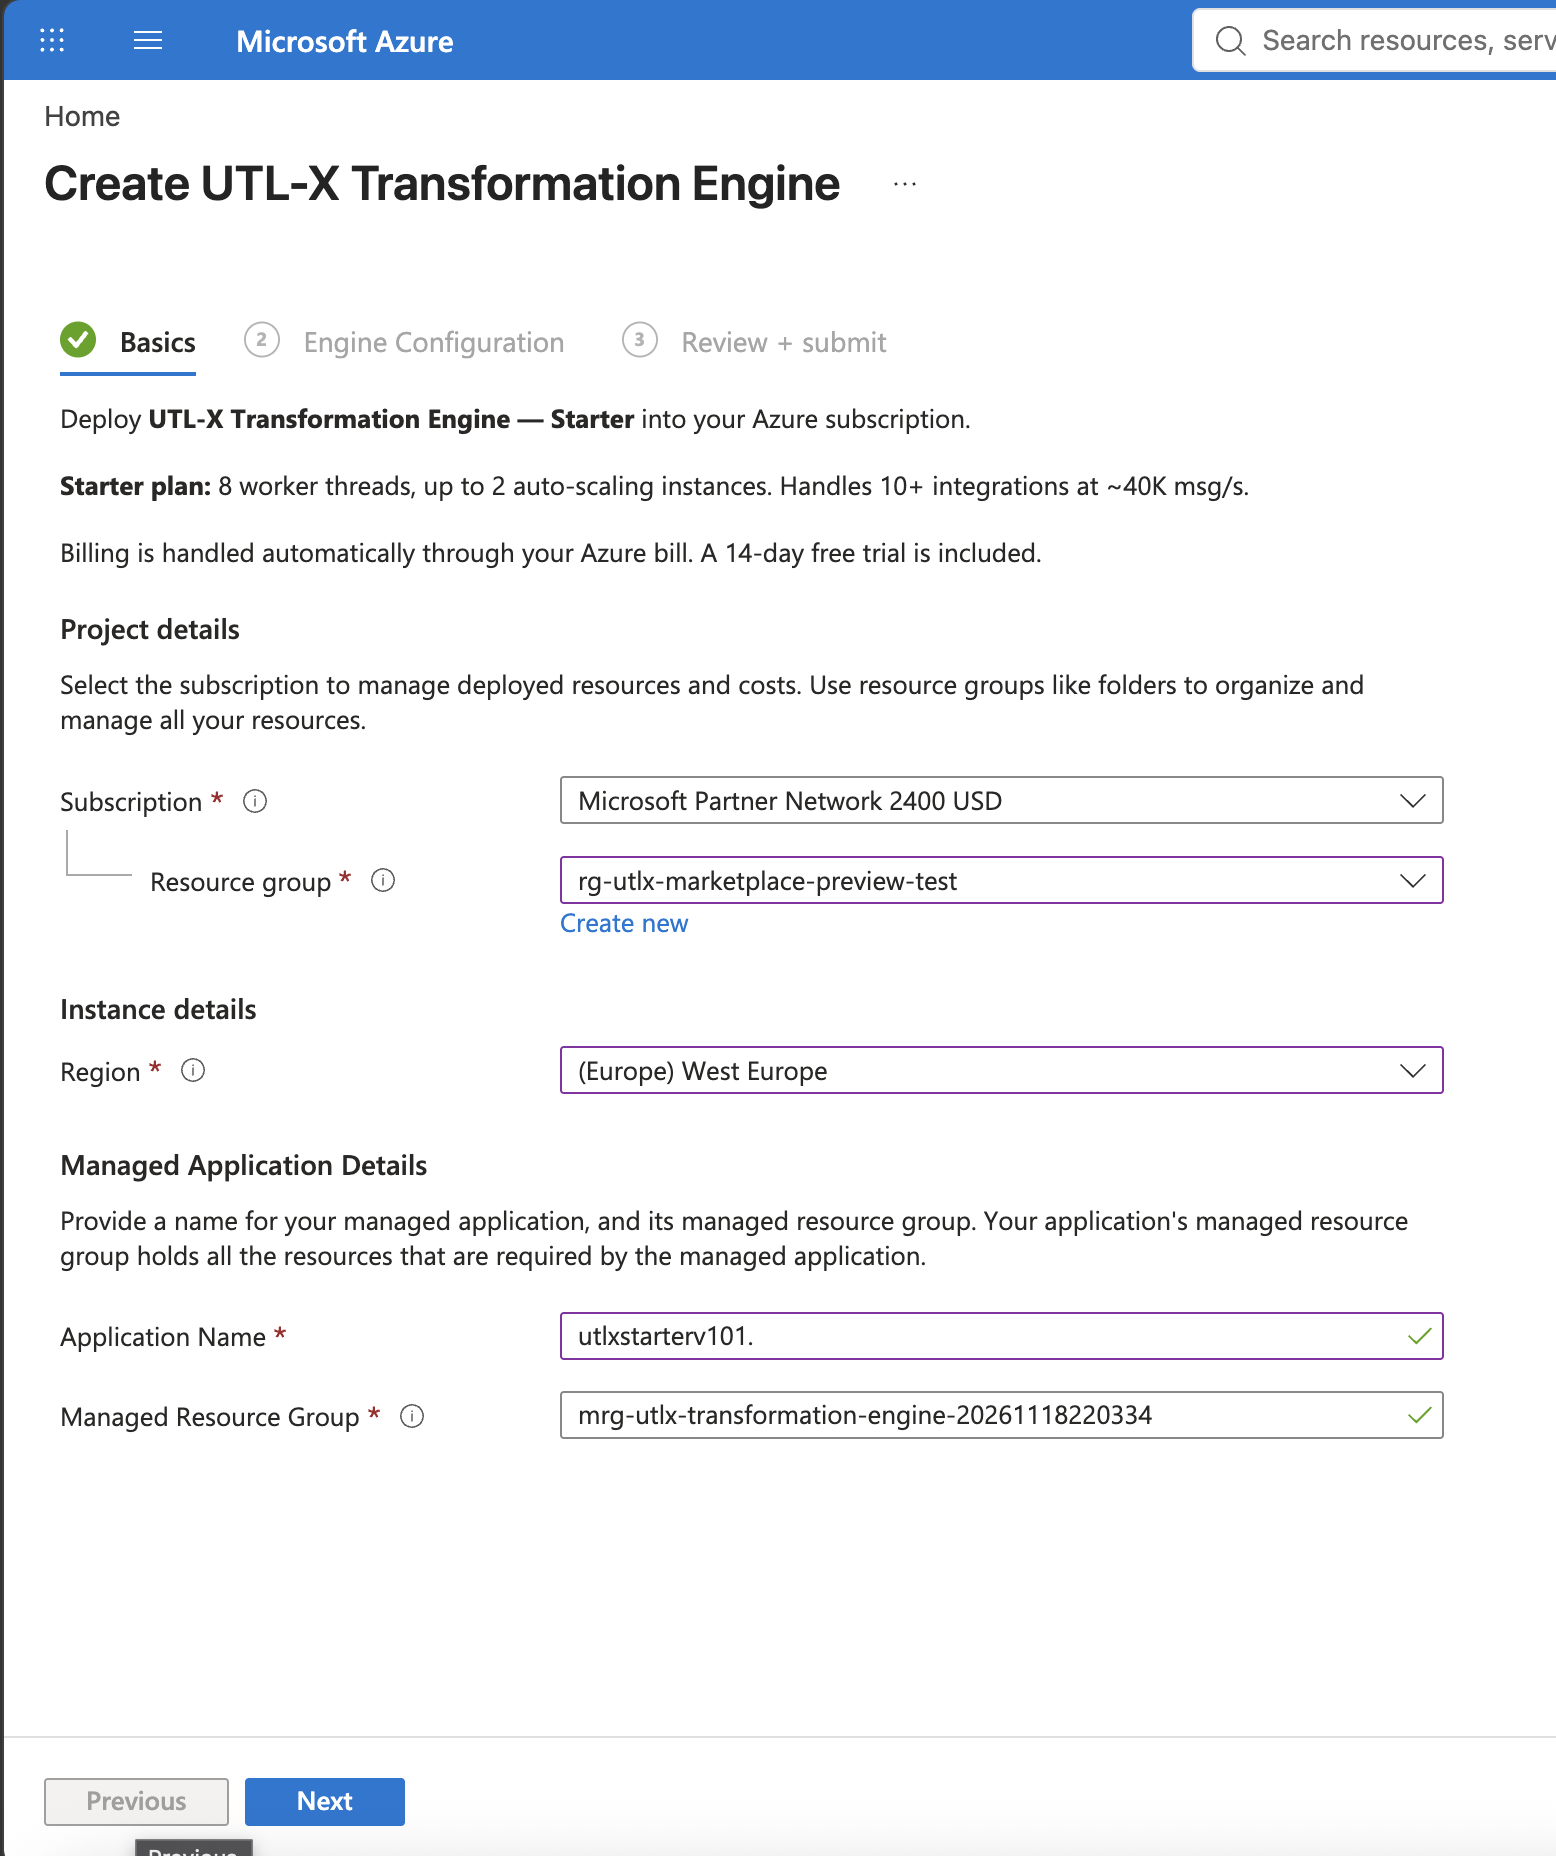 Microsoft Azure
Search resources, serv
Home
Create UTL-X Transformation Engine ...
Basics
2 Engine Configuration
3 Review + submit
Deploy UTL-X Transformation Engine — Starter into your Azure subscription.
Starter plan: 8 worker threads, up to 2 auto-scaling instances. Handles 10+ integrations at ~40K msg/s.
Billing is handled automatically through your Azure bill. A 14-day free trial is included.
Project details
Select the subscription to manage deployed resources and costs. Use resource groups like folders to organize and
manage all your resources.
Subscription *
Microsoft Partner Network 2400 USD
Resource group *
rg-utlx-marketplace-preview-test
Create new
Instance details
Region *
(Europe) West Europe
Managed Application Details
Provide a name for your managed application, and its managed resource group. Your application's managed resource
group holds all the resources that are required by the managed application.
Application Name *
utlxstarterv101.
Managed Resource Group *
mrg-utlx-transformation-engine-20261118220334
Previous
Next
Previous